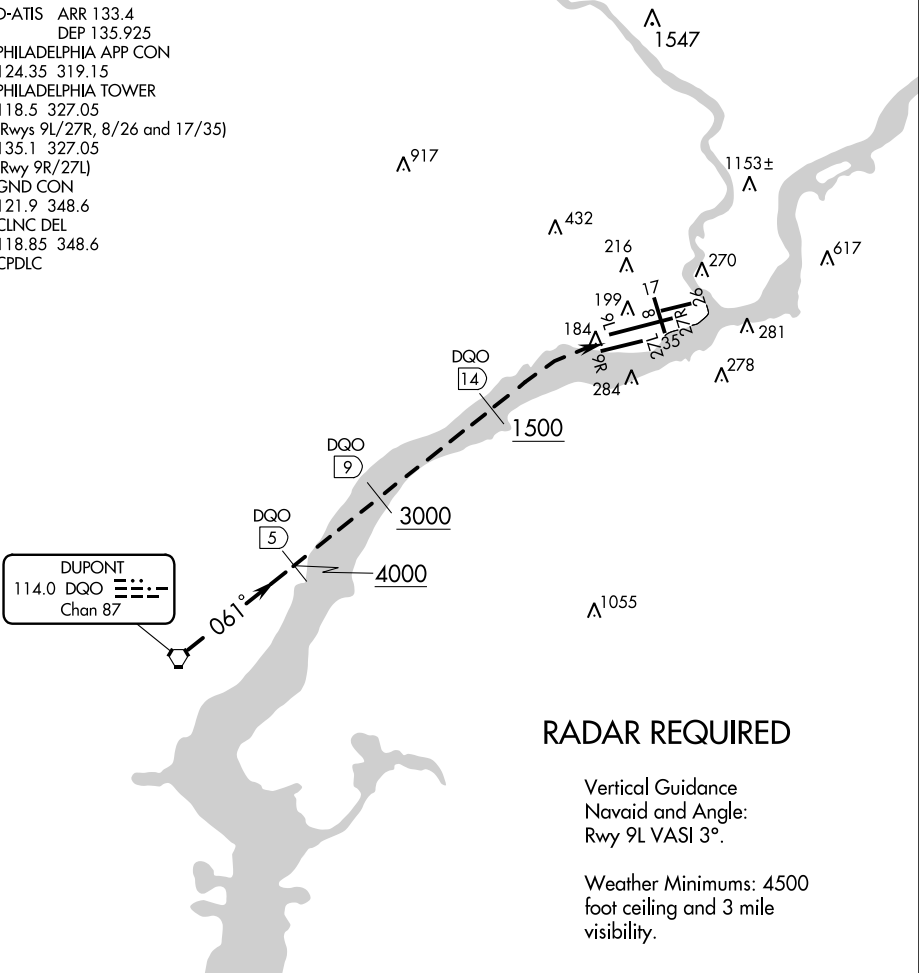 D-ATIS ARR 133.4
DEP 135.925
PHILADELPHIA APP CON
124.35 319.15
PHILADELPHIA TOWER
118.5 327.05
(Rwys 9L/27R, 8/26 and 17/35)
135.1 327.05
(Rwy 9R/27L)
GND CON
121.9 348.6
CLNC DEL
118.85 348.6
CPDLC
1547
917
1153±
432
216
270
617
199
17
26
8
9L
27R
184
35
27L
9R
281
284
278
DQO
14
1500
DQO
9
3000
DQO
5
4000
DUPONT
114.0 DQO
Chan 87
061°
1055
RADAR REQUIRED
Vertical Guidance
Navaid and Angle:
Rwy 9L VASI 3°.
Weather Minimums: 4500
foot ceiling and 3 mile
visibility.